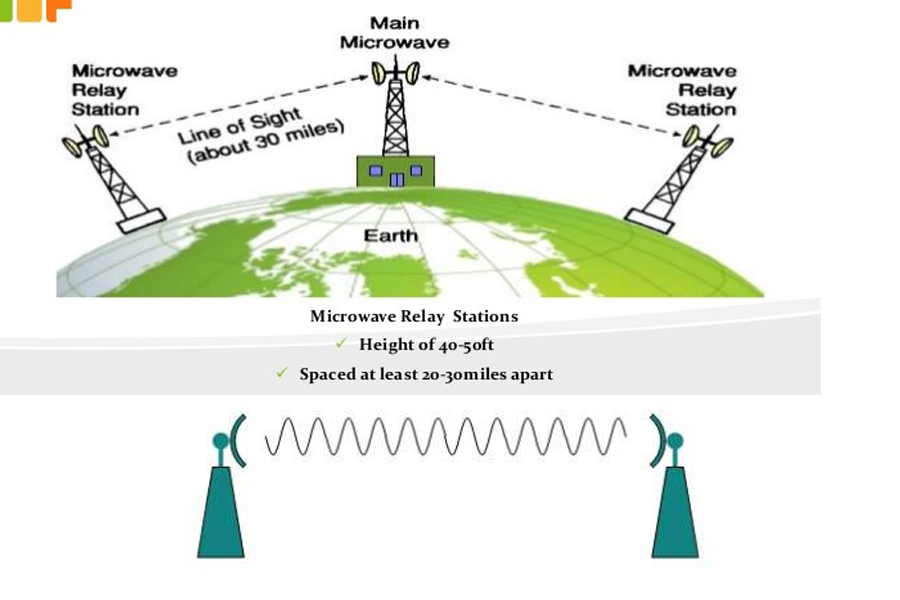 Main
Microwave
Microwave
Relay
Station
Microwave
Relay
Station
Line of Sight
(about 30 miles)
Earth
Microwave Relay Stations
✓ Height of 40-50ft
✓ Spaced at least 20-30miles apart